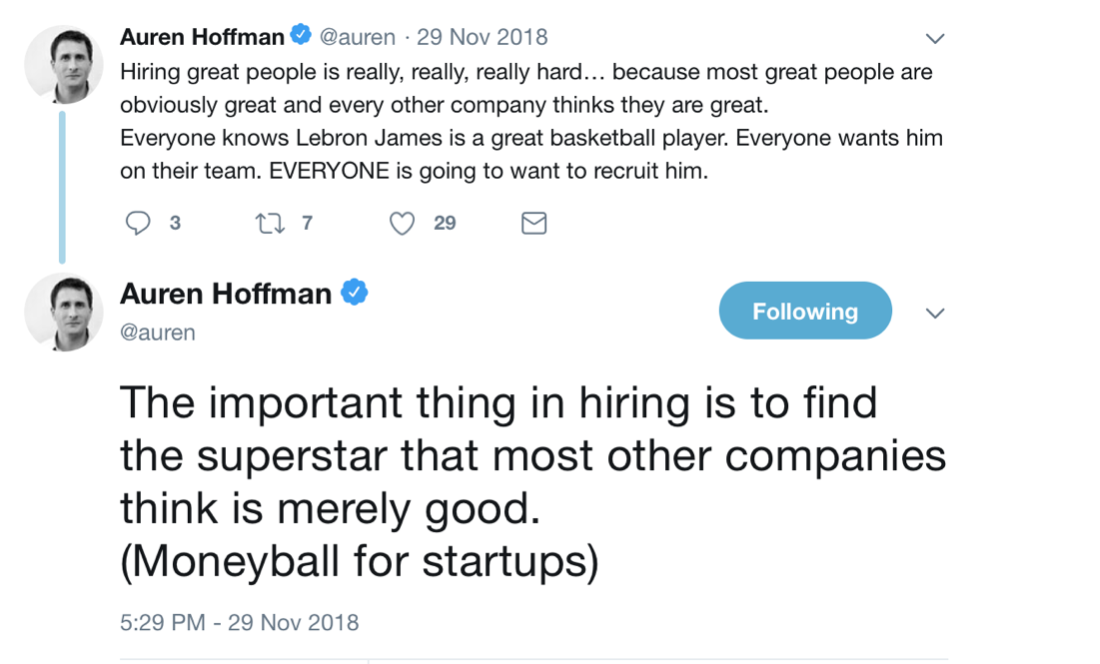 Auren Hoffman @auren · 29 Nov 2018
Hiring great people is really, really, really hard… because most great people are
obviously great and every other company thinks they are great.
Everyone knows Lebron James is a great basketball player. Everyone wants him
on their team. EVERYONE is going to want to recruit him.
3 7 29
Auren Hoffman
@auren
Following
The important thing in hiring is to find
the superstar that most other companies
think is merely good.
(Moneyball for startups)
5:29 PM - 29 Nov 2018